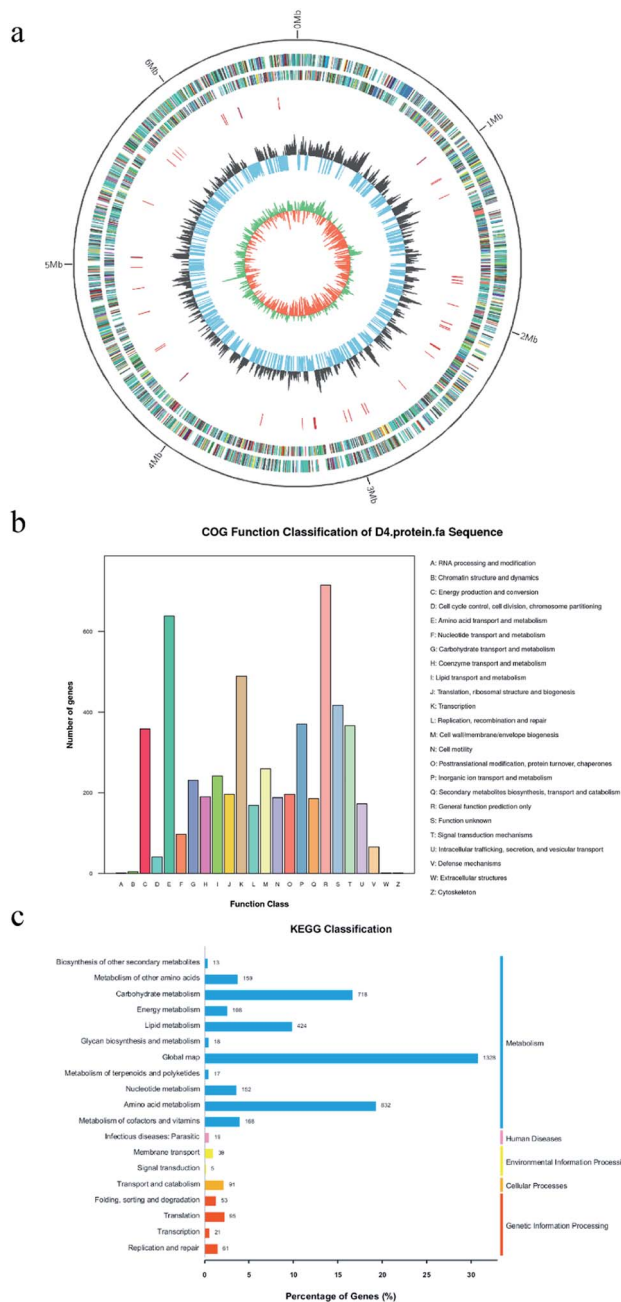 a
0Mb
1Mb
2Mb
3Mb
4Mb
5Mb
6Mb
b
COG Function Classification of D4.protein.fa Sequence
Number of genes
600
400
200
0
A B C D E F G H I J K L M N O P Q R S T U V W Z
Function Class
A: RNA processing and modification
B: Chromatin structure and dynamics
C: Energy production and conversion
D: Cell cycle control, cell division, chromosome partitioning
E: Amino acid transport and metabolism
F: Nucleotide transport and metabolism
G: Carbohydrate transport and metabolism
H: Coenzyme transport and metabolism
I: Lipid transport and metabolism
J: Translation, ribosomal structure and biogenesis
K: Transcription
L: Replication, recombination and repair
M: Cell wall/membrane/envelope biogenesis
N: Cell motility
O: Posttranslational modification, protein turnover, chaperones
P: Inorganic ion transport and metabolism
Q: Secondary metabolites biosynthesis, transport and catabolism
R: General function prediction only
S: Function unknown
T: Signal transduction mechanisms
U: Intracellular trafficking, secretion, and vesicular transport
V: Defense mechanisms
W: Extracellular structures
Z: Cytoskeleton
c
KEGG Classification
Biosynthesis of other secondary metabolites
Metabolism of other amino acids 159
Carbohydrate metabolism 718
Energy metabolism
Lipid metabolism 424
Glycan biosynthesis and metabolism
Global map
Metabolism of terpenoids and polyketides 17
Nucleotide metabolism 152
Amino acid metabolism 832
Metabolism of cofactors and vitamins
Infectious diseases: Parasitic
Membrane transport 39
Signal transduction 5
Transport and catabolism 91
Folding, sorting and degradation 53
Translation 95
Transcription 21
Replication and repair 61
Metabolism
Human Diseases
Environmental Information Processi
Cellular Processes
Genetic Information Processing
0 5 10 15 20 25 30
Percentage of Genes (%)